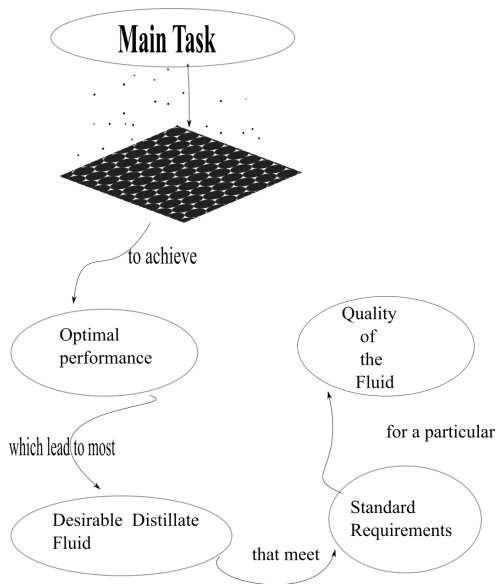 Main Task
to achieve
Optimal
performance
which lead to most
Desirable Distillate
Fluid
that meet
Standard
Requirements
for a particular
Quality
of
the
Fluid